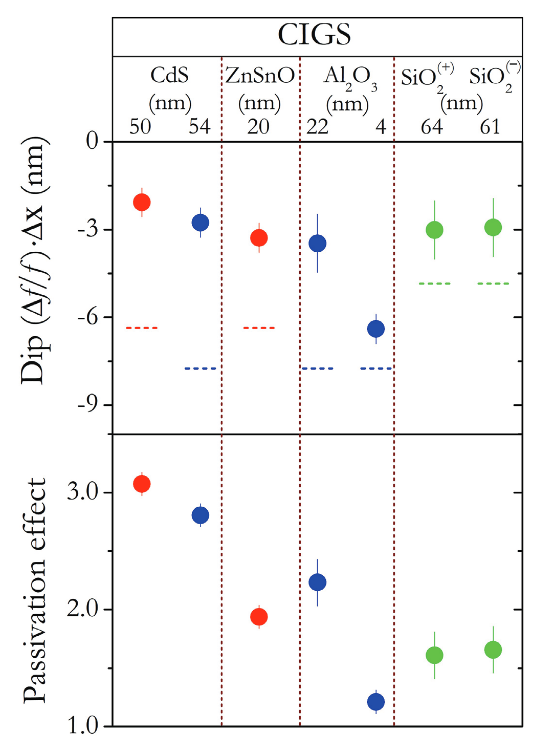 CIGS
CdS ZnSnO Al₂O₃ SiO₂⁽⁺⁾ SiO₂⁽⁻⁾
(nm) (nm) (nm) (nm)
50 54 20 22 4 64 61
Dip (Δf/f)·Δx (nm)
0
-3
-6
-9
Passivation effect
3.0
2.0
1.0